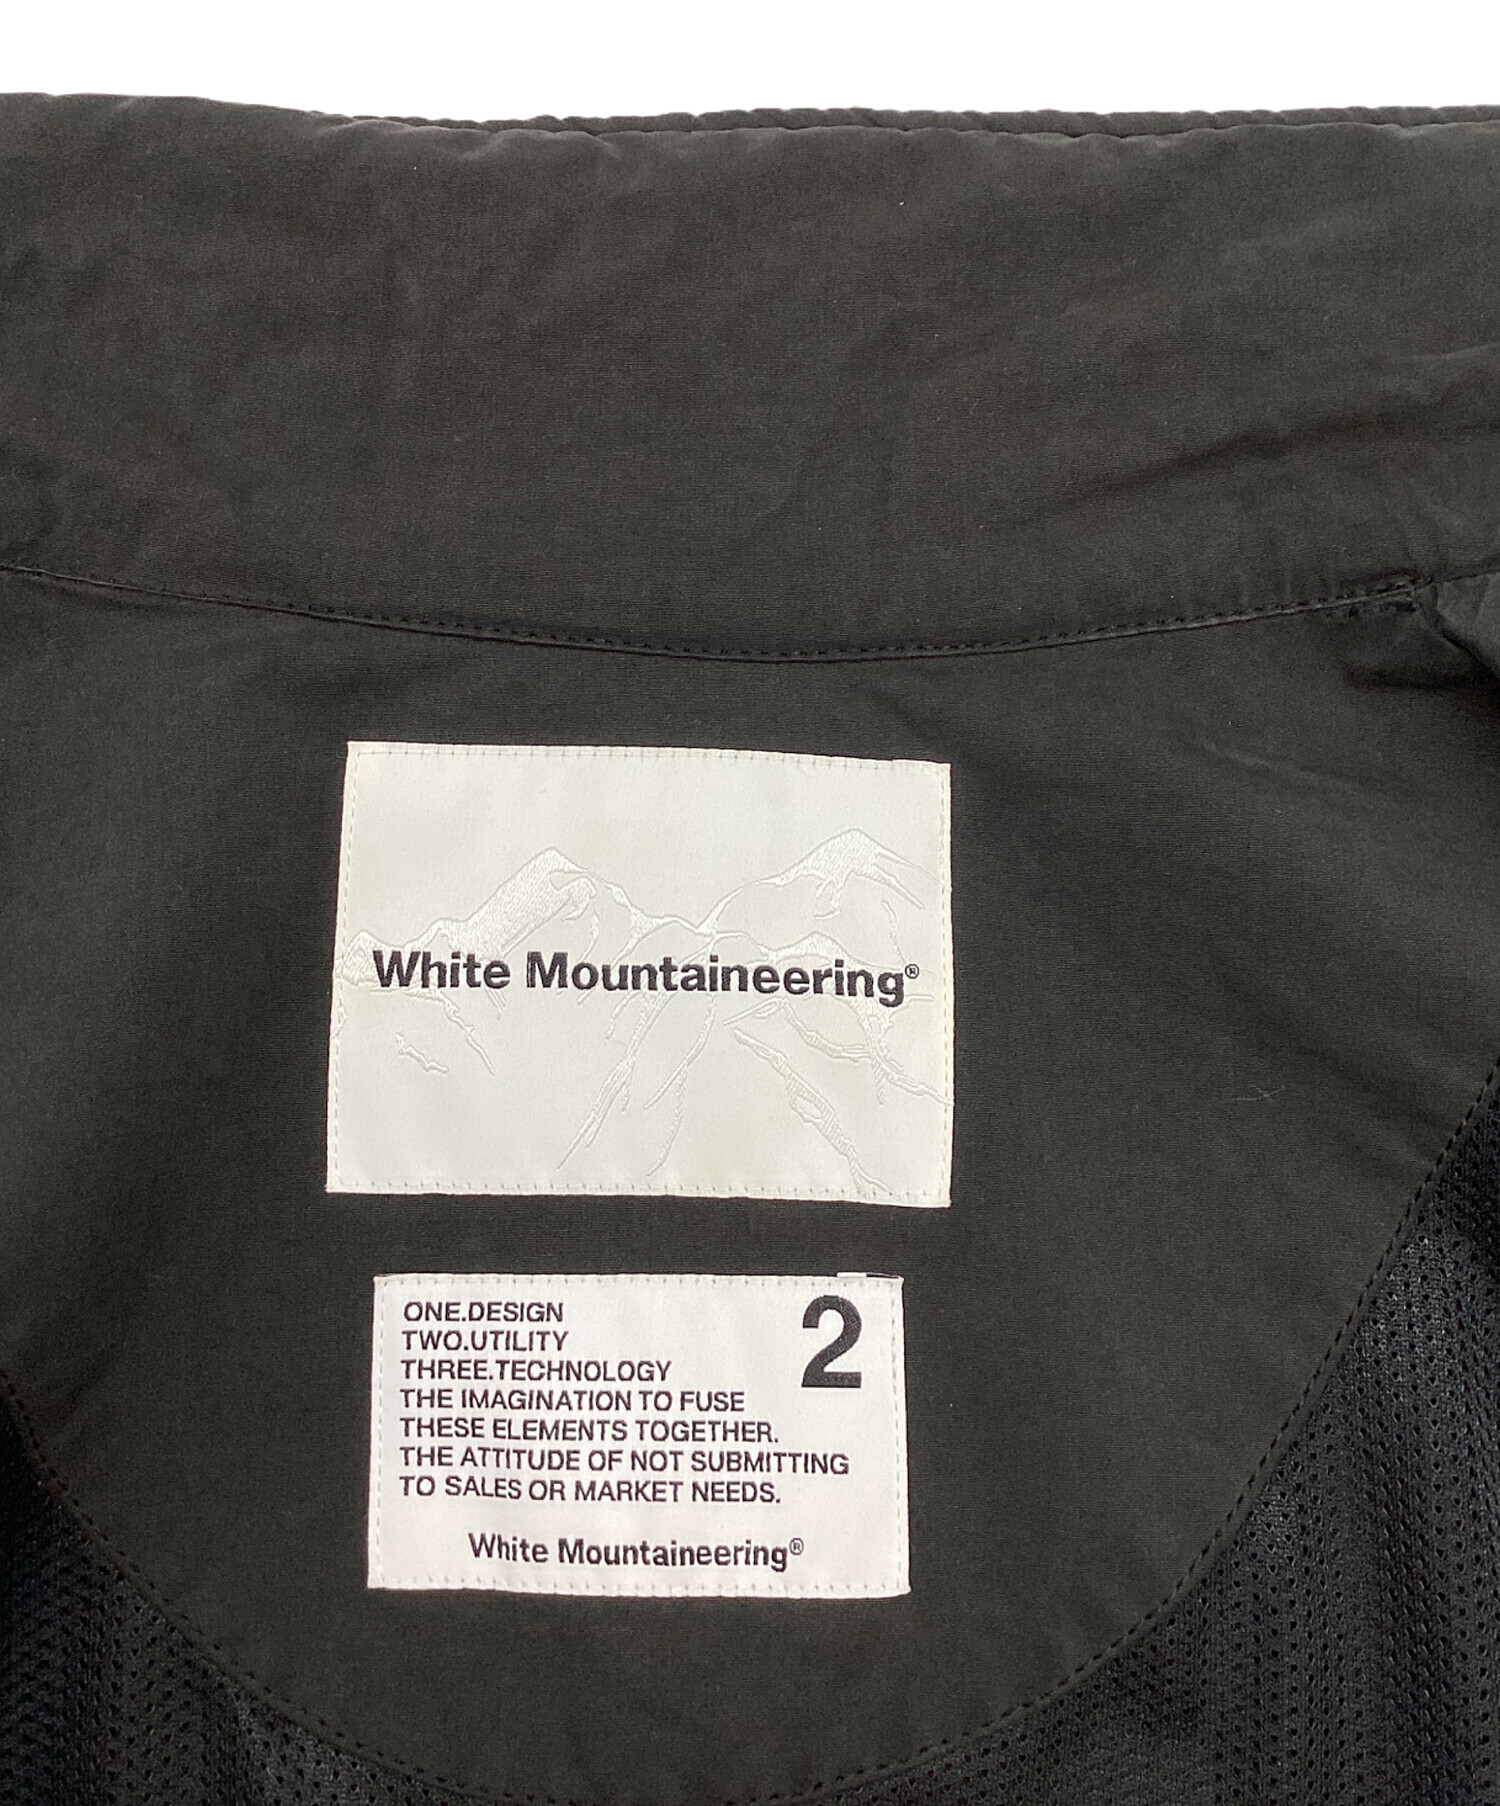 White Mountaineering®
ONE.DESIGN
2
TWO.UTILITY
THREE.TECHNOLOGY
THE IMAGINATION TO FUSE
THESE ELEMENTS TOGETHER.
THE ATTITUDE OF NOT SUBMITTING
TO SALES OR MARKET NEEDS.
White Mountaineering®